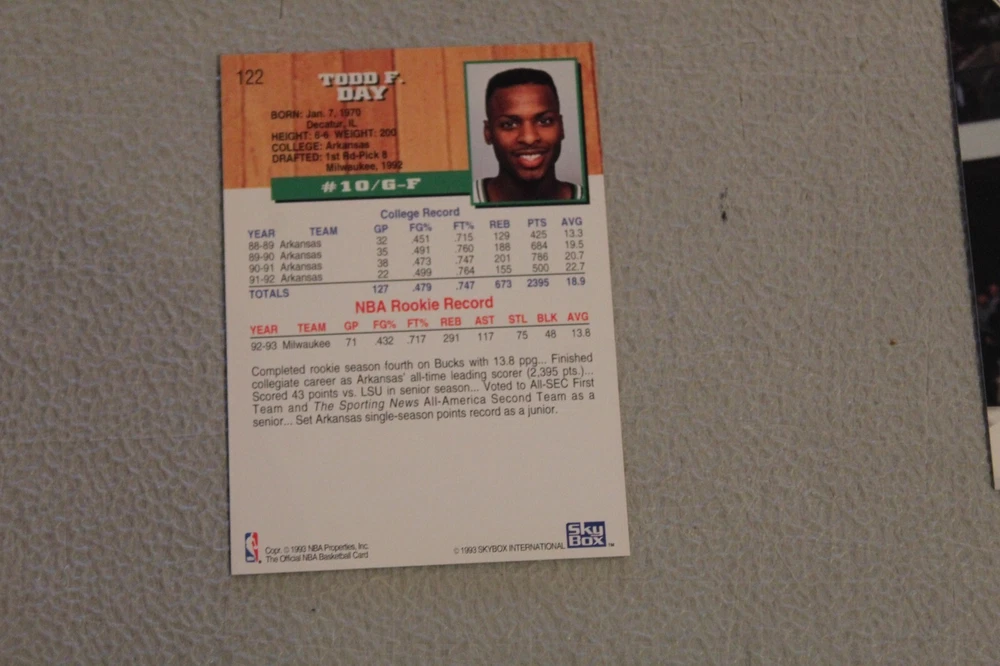 122
TODD F.
DAY
BORN: Jan. 7, 1970
Decatur, IL
HEIGHT: 6-6 WEIGHT: 200
COLLEGE: Arkansas
DRAFTED: 1st Rd-Pick 8
Milwaukee, 1992
#10/G-F
College Record
YEAR TEAM GP FG% FT% REB PTS AVG
88-89 Arkansas 32 .451 .715 129 425 13.3
89-90 Arkansas 35 .491 .760 188 684 19.5
90-91 Arkansas 38 .473 .747 201 786 20.7
91-92 Arkansas 22 .499 .764 155 500 22.7
TOTALS 127 .479 .747 673 2395 18.9
NBA Rookie Record
YEAR TEAM GP FG% FT% REB AST STL BLK AVG
92-93 Milwaukee 71 .432 .717 291 117 75 48 13.8
Completed rookie season fourth on Bucks with 13.8 ppg... Finished
collegiate career as Arkansas' all-time leading scorer (2,395 pts.)...
Scored 43 points vs. LSU in senior season... Voted to All-SEC First
Team and The Sporting News All-America Second Team as a
senior... Set Arkansas single-season points record as a junior.
Copr. © 1993 NBA Properties, Inc.
The Official NBA Basketball Card
© 1993 SKYBOX INTERNATIONAL
SkyBox™